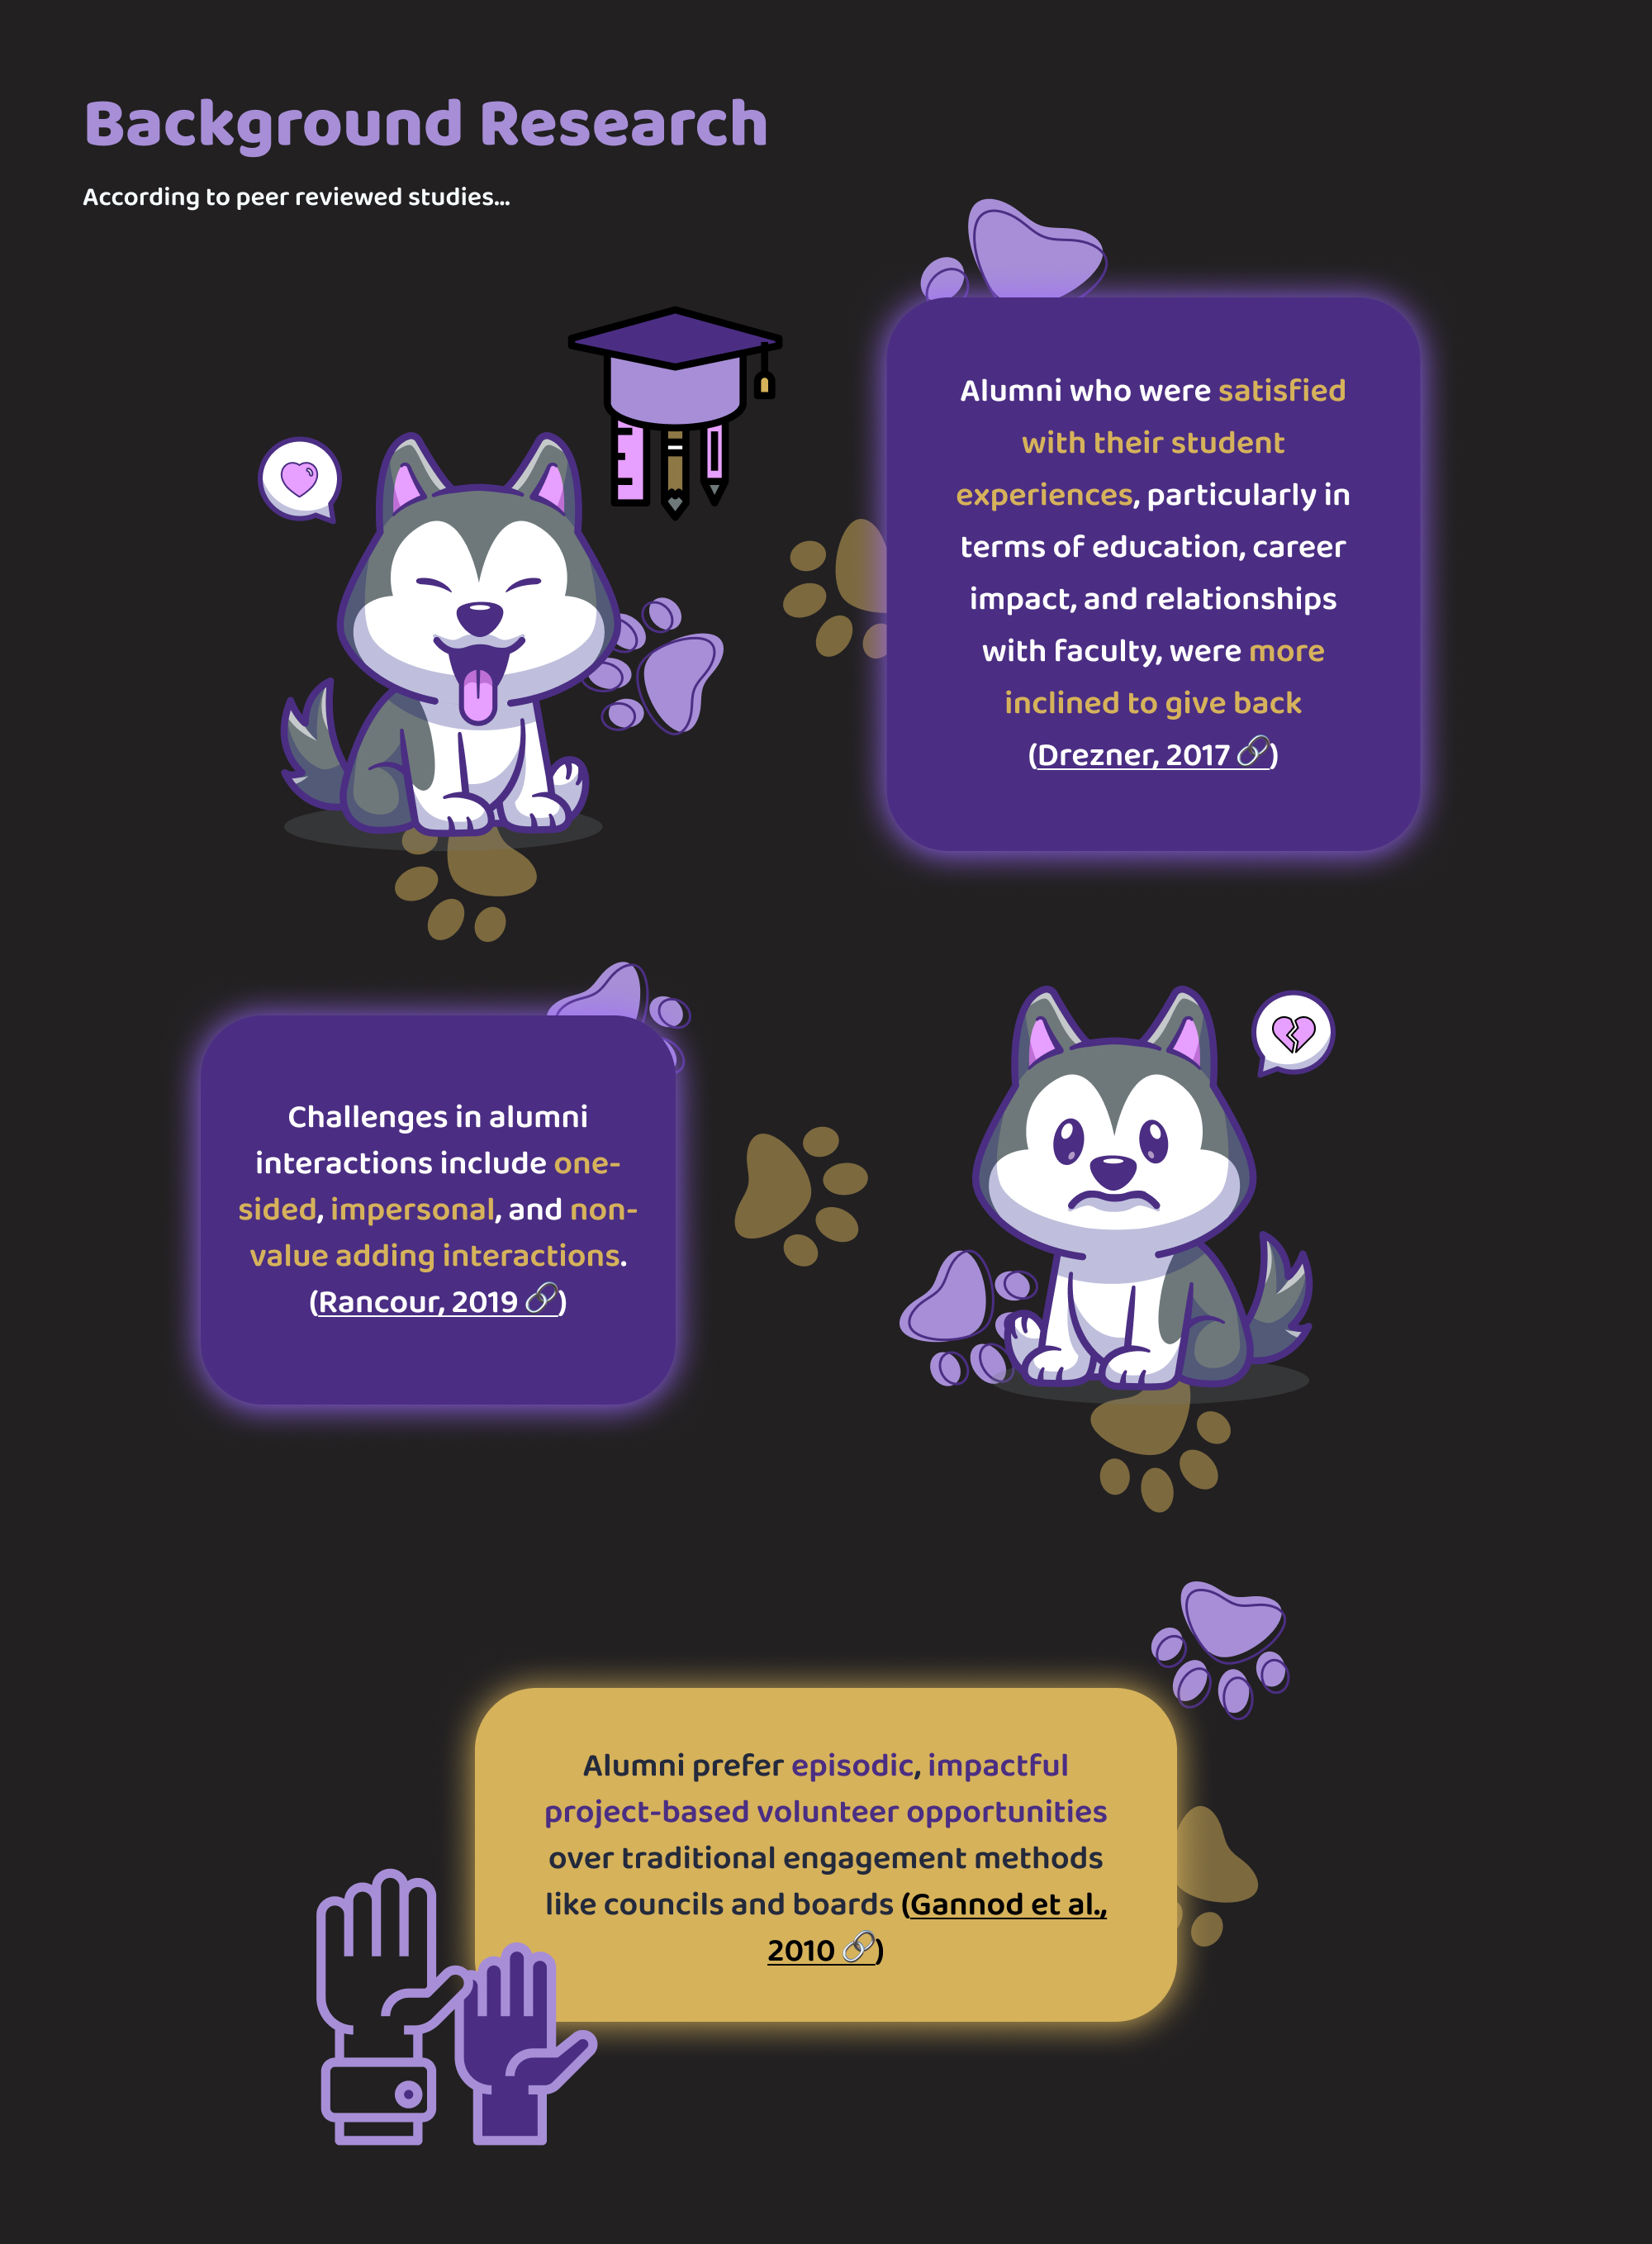 Background Research
According to peer reviewed studies...
Alumni who were satisfied
with their student
experiences, particularly in
terms of education, career
impact, and relationships
with faculty, were more
inclined to give back
(Drezner, 2017 🔗)
Challenges in alumni
interactions include one-
sided, impersonal, and non-
value adding interactions.
(Rancour, 2019 🔗)
Alumni prefer episodic, impactful
project-based volunteer opportunities
over traditional engagement methods
like councils and boards (Gannod et al.,
2010 🔗)